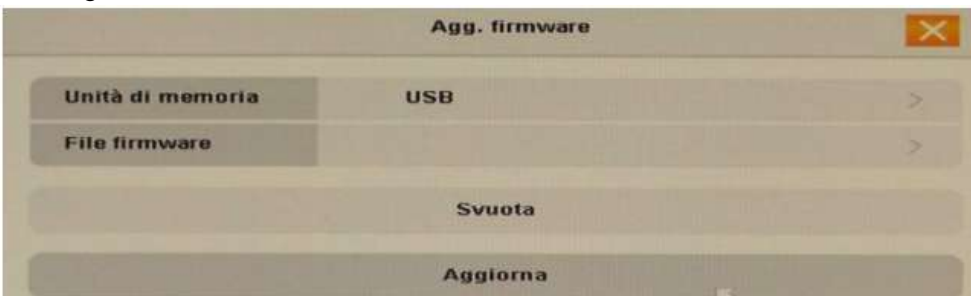 Agg. firmware
Unità di memoria USB
File firmware
Svuota
Aggiorna